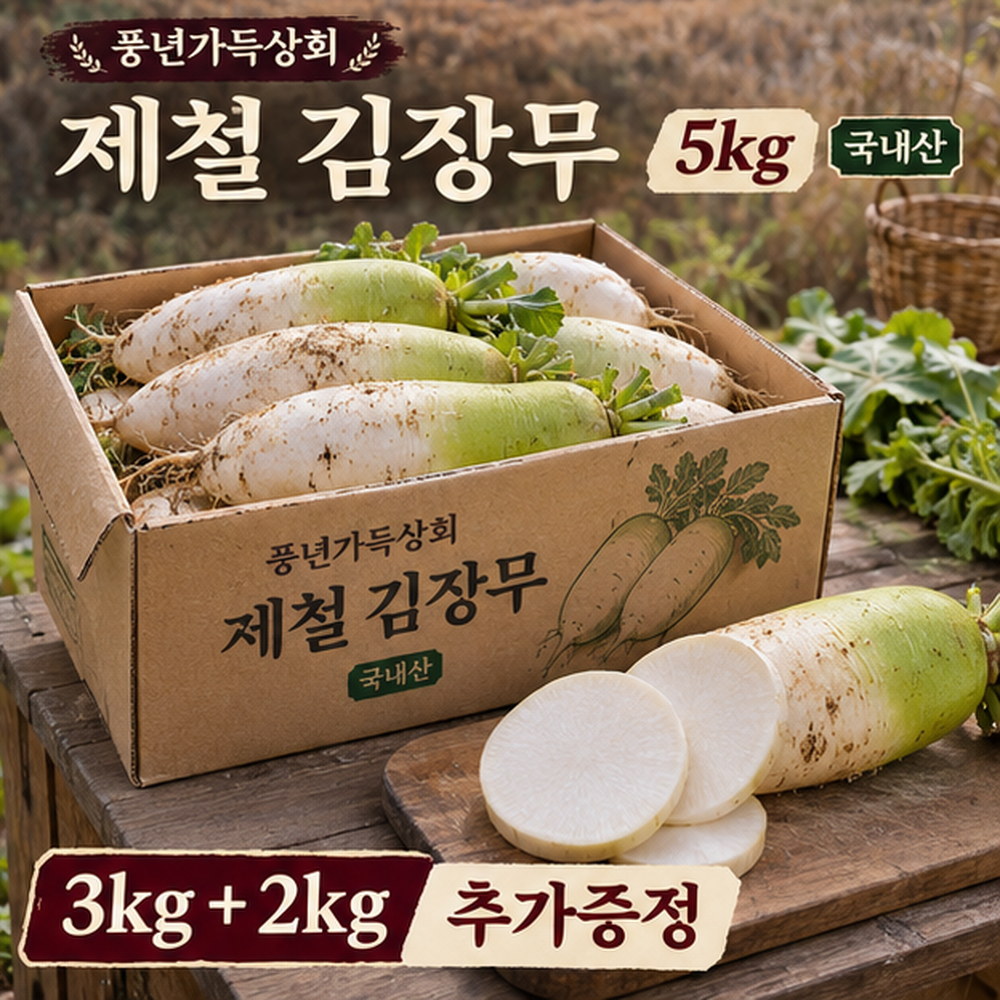 풍년가득상회
제철 김장무 5kg 국내산
풍년가득상회
제철 김장무
국내산
3kg + 2kg 추가증정